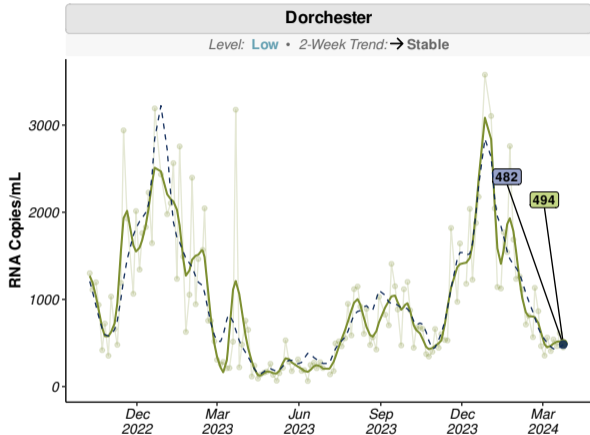 Dorchester
Level: Low • 2-Week Trend: → Stable
RNA Copies/mL
3000
2000
1000
0
482
494
Dec 2022
Mar 2023
Jun 2023
Sep 2023
Dec 2023
Mar 2024